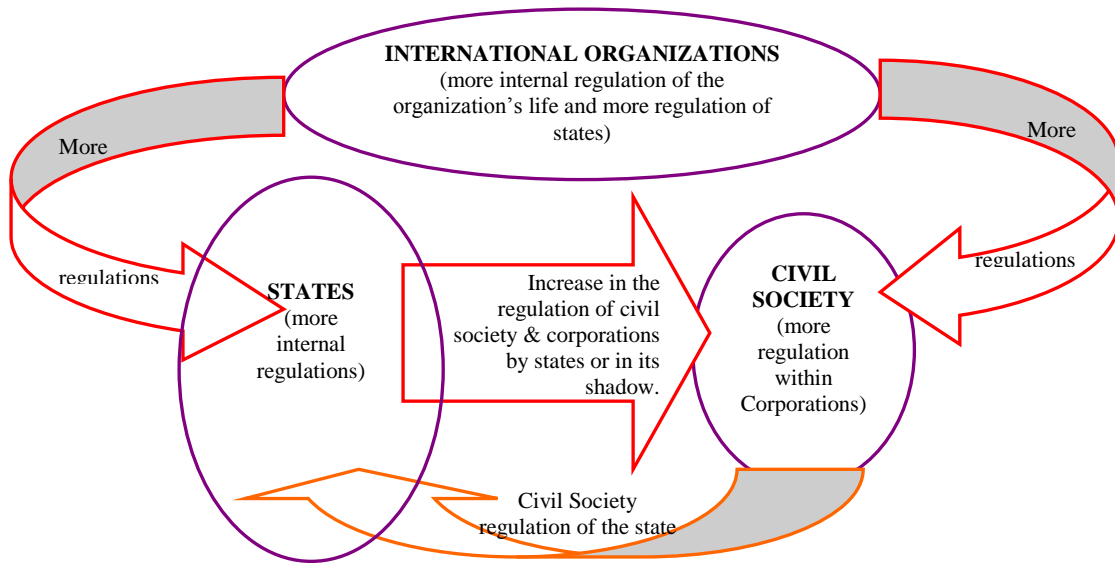 INTERNATIONAL ORGANIZATIONS
(more internal regulation of the
organization's life and more regulation of
states)
More
regulations
More
regulations
STATES
(more
internal
regulations)
Increase in the
regulation of civil
society & corporations
by states or in its
shadow.
CIVIL
SOCIETY
(more
regulation
within
Corporations)
Civil Society
regulation of the state